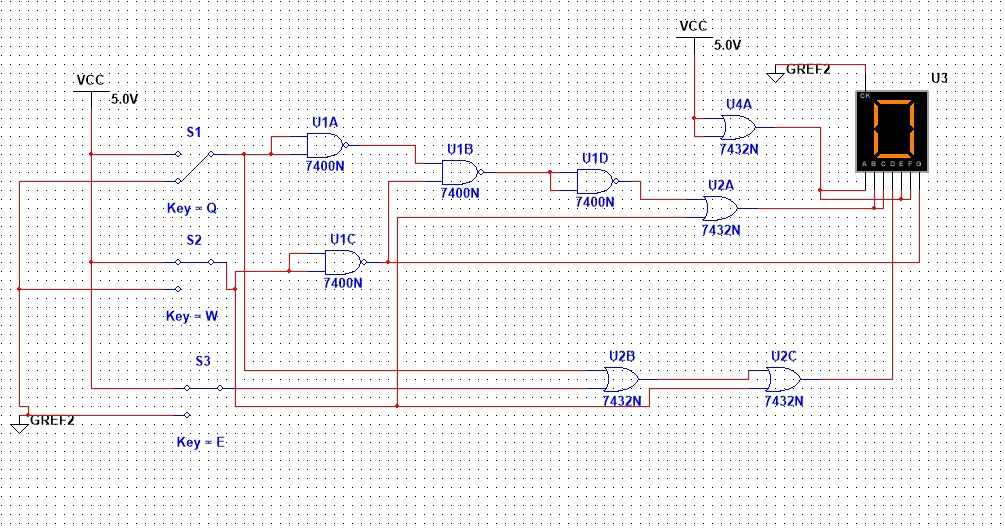 VCC
5.0V
GREF2
U3
CK
U4A
7432N
A B C D E F G
VCC
5.0V
S1
Key = Q
U1A
7400N
U1B
7400N
U1D
7400N
U2A
7432N
S2
Key = W
U1C
7400N
S3
Key = E
U2B
7432N
U2C
7432N
GREF2